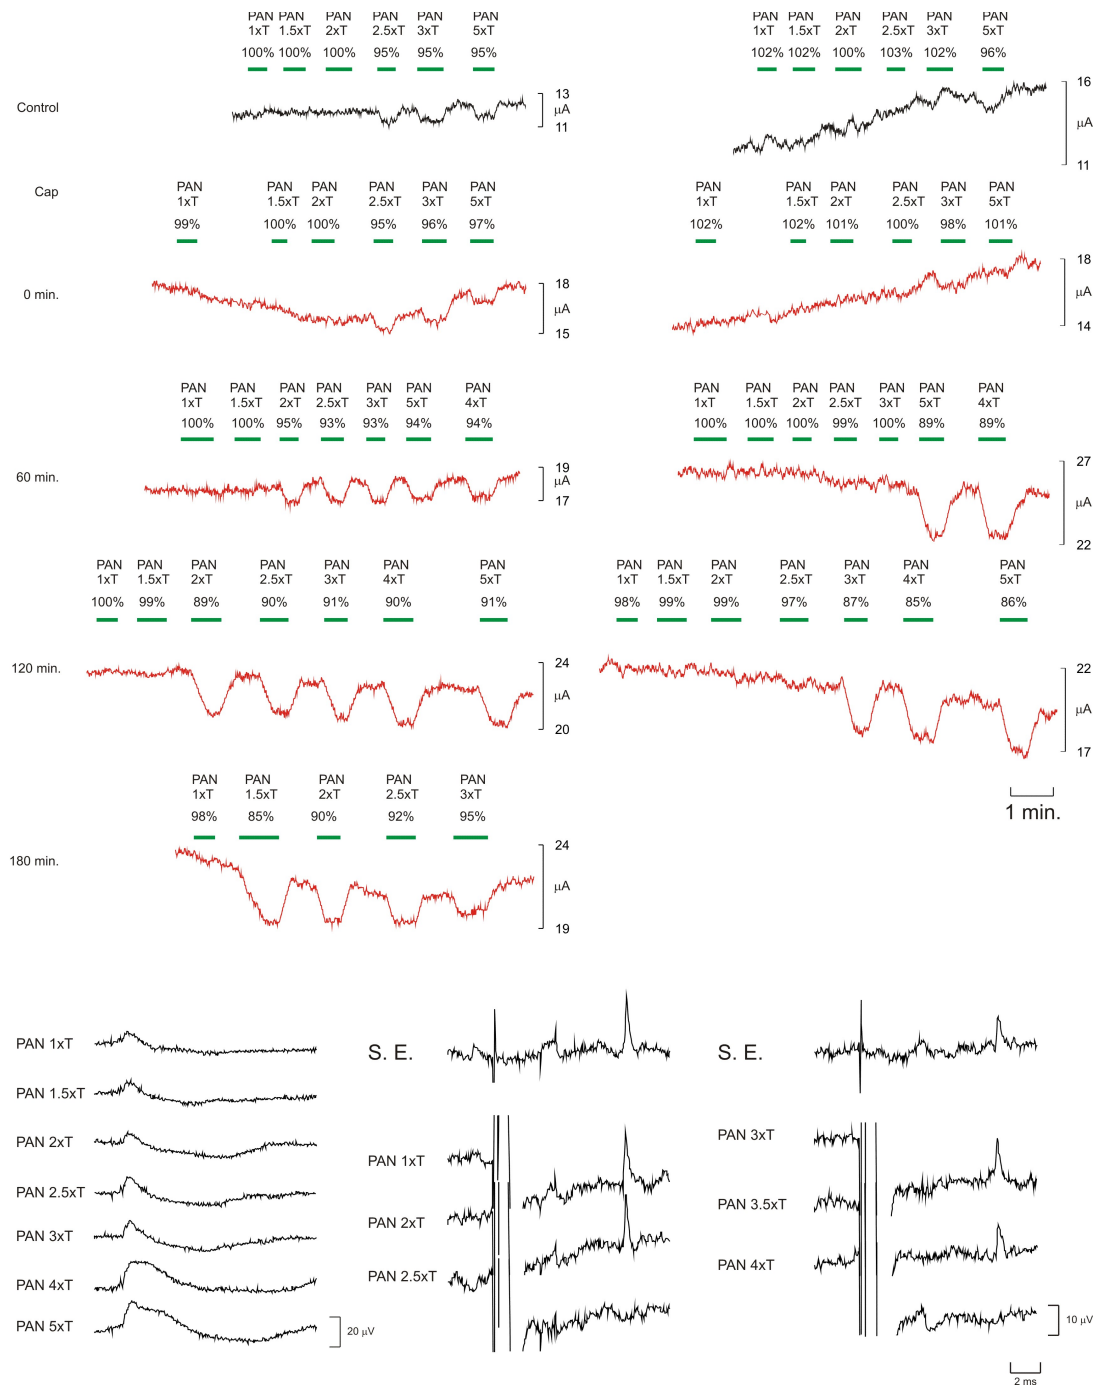 PAN PAN PAN PAN PAN PAN
1xT 1.5xT 2xT 2.5xT 3xT 5xT
100% 100% 100% 95% 95% 95%
PAN PAN PAN PAN PAN PAN
1xT 1.5xT 2xT 2.5xT 3xT 5xT
102% 102% 100% 103% 102% 96%
Control
13
µA
11
16
µA
11
Cap
PAN PAN PAN PAN PAN PAN
1xT 1.5xT 2xT 2.5xT 3xT 5xT
99% 100% 100% 95% 96% 97%
PAN PAN PAN PAN PAN PAN
1xT 1.5xT 2xT 2.5xT 3xT 5xT
102% 102% 101% 100% 98% 101%
0 min.
18
µA
15
18
µA
14
PAN PAN PAN PAN PAN PAN PAN
1xT 1.5xT 2xT 2.5xT 3xT 5xT 4xT
100% 100% 95% 93% 93% 94% 94%
PAN PAN PAN PAN PAN PAN PAN
1xT 1.5xT 2xT 2.5xT 3xT 5xT 4xT
100% 100% 100% 99% 100% 89% 89%
60 min.
19
µA
17
27
µA
22
PAN PAN PAN PAN PAN PAN PAN
1xT 1.5xT 2xT 2.5xT 3xT 4xT 5xT
100% 99% 89% 90% 91% 90% 91%
PAN PAN PAN PAN PAN PAN PAN
1xT 1.5xT 2xT 2.5xT 3xT 4xT 5xT
98% 99% 99% 97% 87% 85% 86%
120 min.
24
µA
20
22
µA
17
1 min.
PAN PAN PAN PAN PAN
1xT 1.5xT 2xT 2.5xT 3xT
98% 85% 90% 92% 95%
180 min.
24
µA
19
PAN 1xT
PAN 1.5xT
PAN 2xT
PAN 2.5xT
PAN 3xT
PAN 4xT
PAN 5xT
20 µV
S. E.
PAN 1xT
PAN 2xT
PAN 2.5xT
S. E.
PAN 3xT
PAN 3.5xT
PAN 4xT
10 µV
2 ms